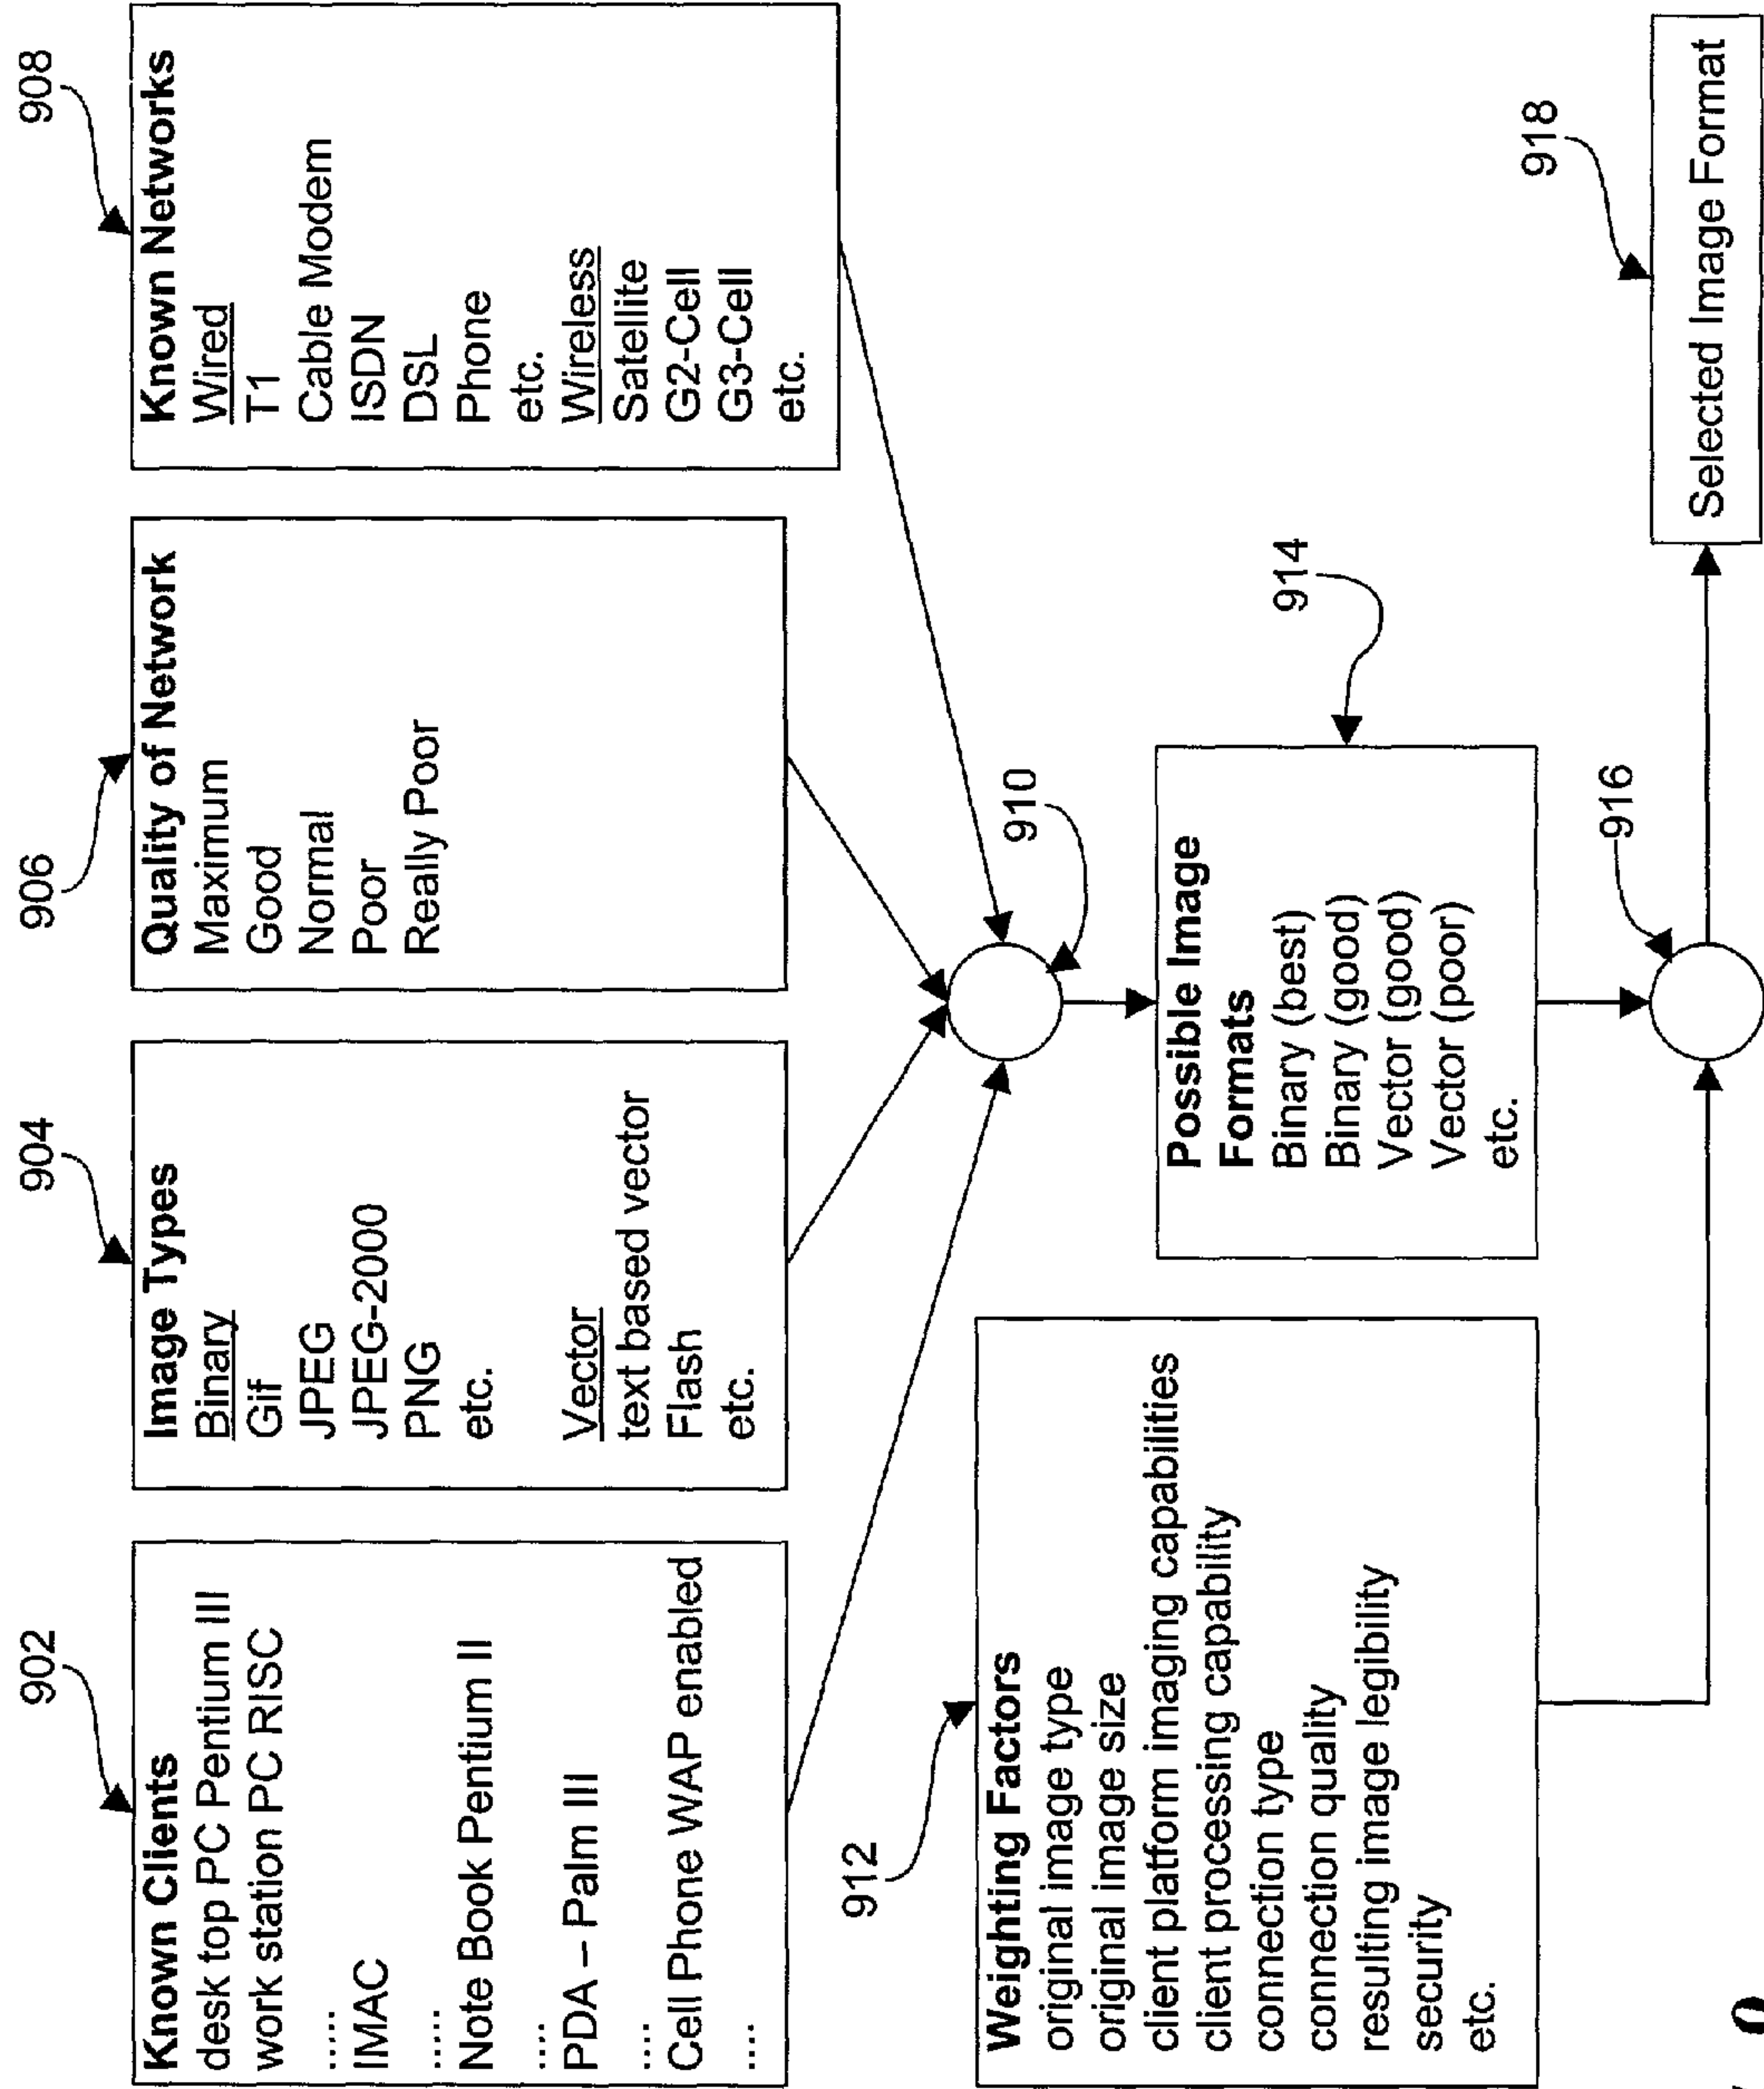 902
Known Clients
desk top PC Pentium III
work station PC RISC
.....
IMAC
.....
Note Book Pentium II
....
PDA – Palm III
....
Cell Phone WAP enabled
....
904
Image Types
Binary
Gif
JPEG
JPEG-2000
PNG
etc.
Vector
text based vector
Flash
etc.
906
Quality of Network
Maximum
Good
Normal
Poor
Really Poor
908
Known Networks
Wired
T1
Cable Modem
ISDN
DSL
Phone
etc.
Wireless
Satellite
G2-Cell
G3-Cell
etc.
910
912
Weighting Factors
original image type
original image size
client platform imaging capabilities
client processing capability
connection type
connection quality
resulting image legibility
security
etc.
914
Possible Image
Formats
Binary (best)
Binary (good)
Vector (good)
Vector (poor)
etc.
916
918
Selected Image Format